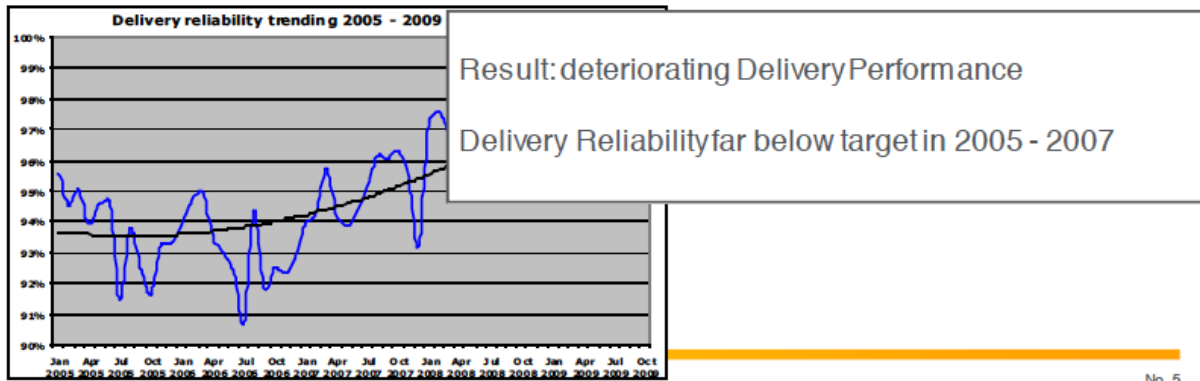 Delivery reliability trending 2005 - 2009
100%
99%
98%
97%
96%
95%
94%
93%
92%
91%
90%
Jan Apr Jul Oct Jan Apr Jul Oct Jan Apr Jul Oct Jan Apr Jul Oct Jan Apr Jul Oct
2005 2005 2005 2005 2006 2006 2006 2006 2007 2007 2007 2007 2008 2008 2008 2008 2009 2009 2009 2009
Result: deteriorating Delivery Performance
Delivery Reliability far below target in 2005 - 2007
No. 5